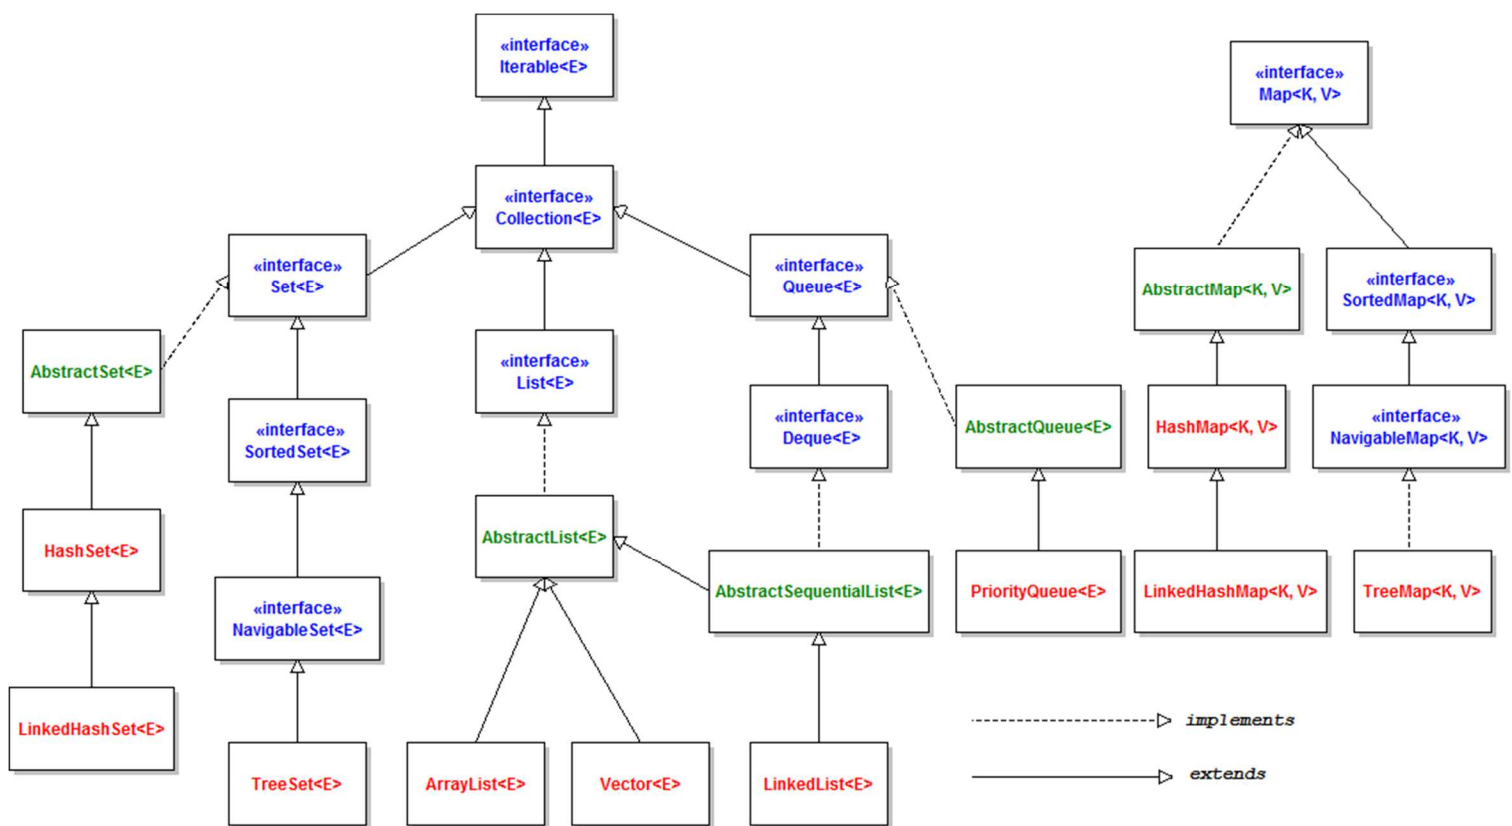 «interface»
Iterable<E>
«interface»
Map<K, V>
«interface»
Collection<E>
«interface»
Set<E>
«interface»
Queue<E>
AbstractMap<K, V>
«interface»
SortedMap<K, V>
AbstractSet<E>
«interface»
List<E>
«interface»
SortedSet<E>
«interface»
Deque<E>
AbstractQueue<E>
HashMap<K, V>
«interface»
NavigableMap<K, V>
HashSet<E>
AbstractList<E>
AbstractSequentialList<E>
PriorityQueue<E>
LinkedHashMap<K, V>
TreeMap<K, V>
«interface»
NavigableSet<E>
LinkedHashSet<E>
TreeSet<E>
ArrayList<E>
Vector<E>
LinkedList<E>
implements
extends